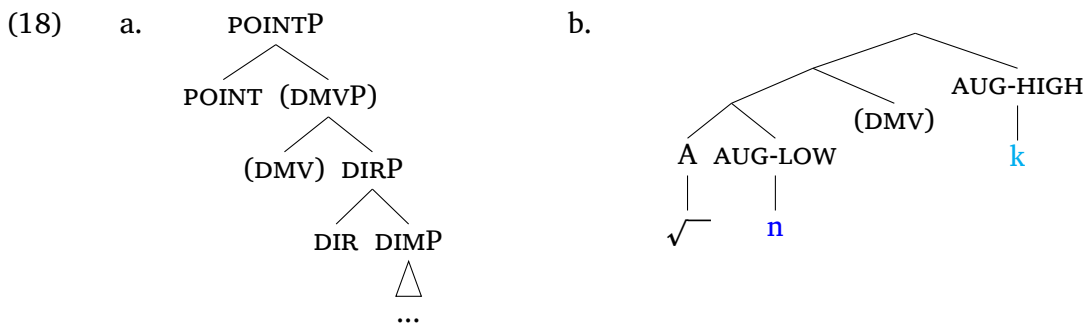 (18) a. POINTP b.
POINT (DMVP) AUG-HIGH
(DMV)
(DMV) DIRP A AUG-LOW k
DIR DIMP √ n
...